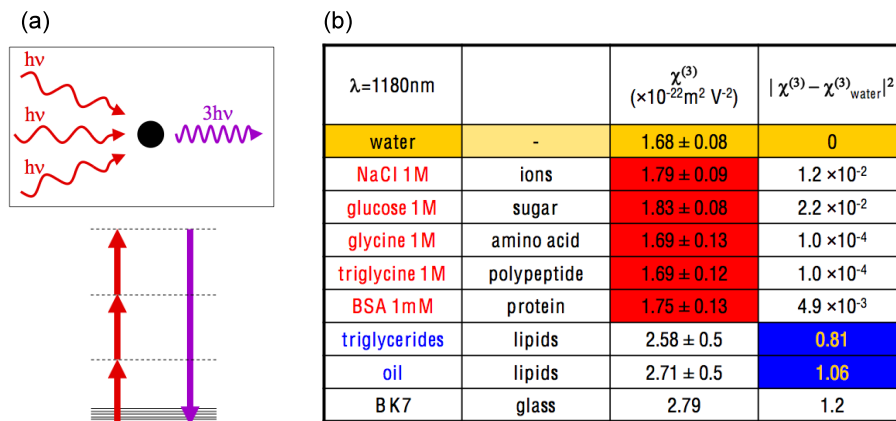 (a)
hν
hν
3hν
hν
(b)
λ=1180nm χ⁽³⁾ (×10⁻²²m² V⁻²) | χ⁽³⁾ – χ⁽³⁾water|²
water - 1.68 ± 0.08 0
NaCl 1M ions 1.79 ± 0.09 1.2 ×10⁻²
glucose 1M sugar 1.83 ± 0.08 2.2 ×10⁻²
glycine 1M amino acid 1.69 ± 0.13 1.0 ×10⁻⁴
triglycine 1M polypeptide 1.69 ± 0.12 1.0 ×10⁻⁴
BSA 1mM protein 1.75 ± 0.13 4.9 ×10⁻³
triglycerides lipids 2.58 ± 0.5 0.81
oil lipids 2.71 ± 0.5 1.06
BK7 glass 2.79 1.2